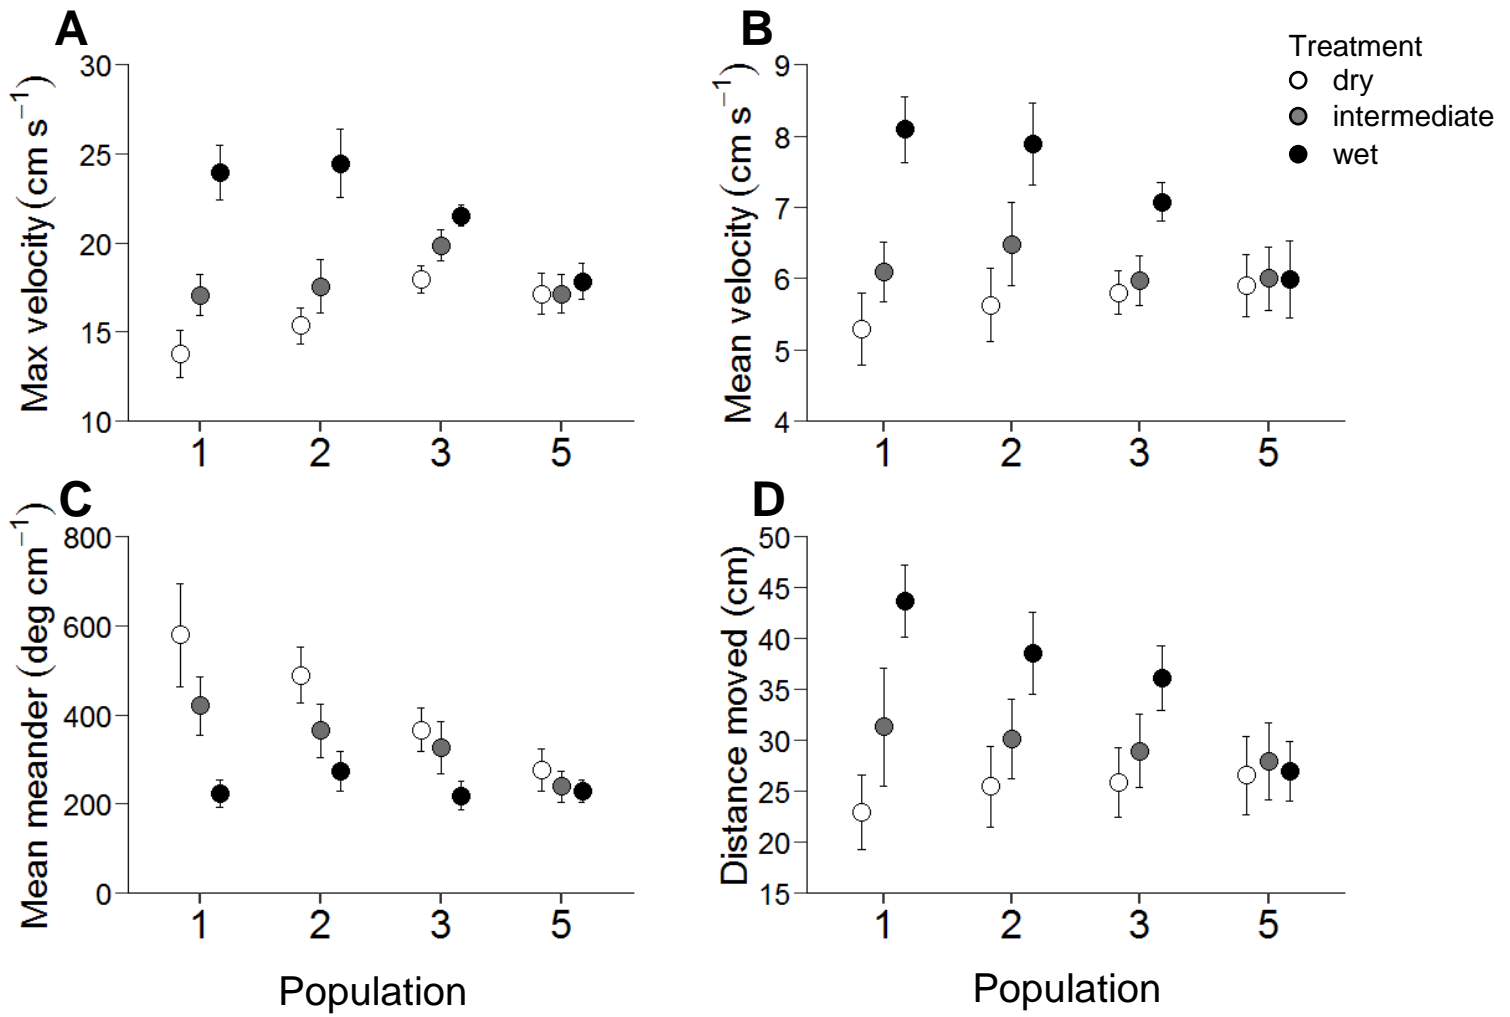 A
Max velocity (cm s⁻¹)
30
25
20
15
10
1 2 3 5
B
Mean velocity (cm s⁻¹)
9
8
7
6
5
4
1 2 3 5
Treatment
dry
intermediate
wet
C
Mean meander (deg cm⁻¹)
800
600
400
200
0
1 2 3 5
Population
D
Distance moved (cm)
50
45
40
35
30
25
20
15
1 2 3 5
Population